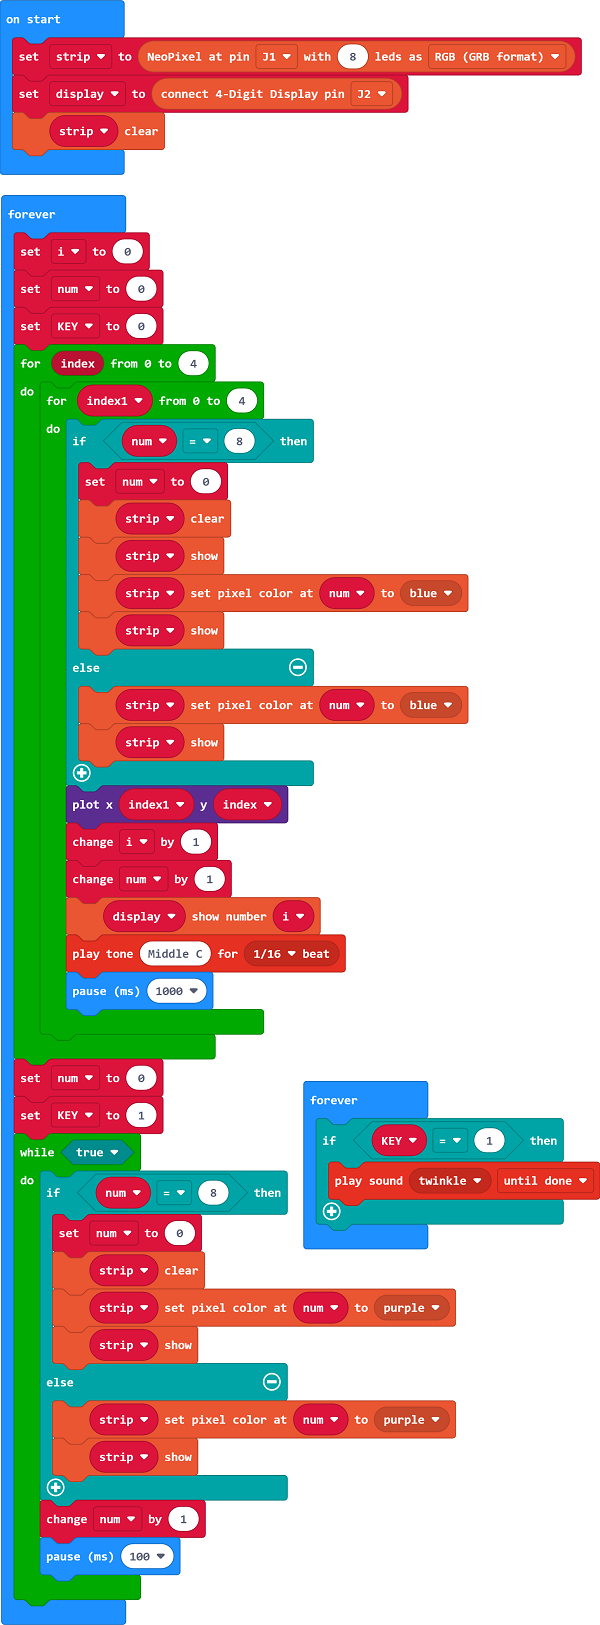 on start
set strip to NeoPixel at pin J1 with 8 leds as RGB (GRB format)
set display to connect 4-Digit Display pin J2
strip clear
forever
set i to 0
set num to 0
set KEY to 0
for index from 0 to 4
do
for index1 from 0 to 4
do
if num = 8 then
set num to 0
strip clear
strip show
strip set pixel color at num to blue
strip show
else
strip set pixel color at num to blue
strip show
plot x index1 y index
change i by 1
change num by 1
display show number i
play tone Middle C for 1/16 beat
pause (ms) 1000
set num to 0
set KEY to 1
while true
do
if num = 8 then
set num to 0
strip clear
strip set pixel color at num to purple
strip show
else
strip set pixel color at num to purple
strip show
change num by 1
pause (ms) 100
forever
if KEY = 1 then
play sound twinkle until done